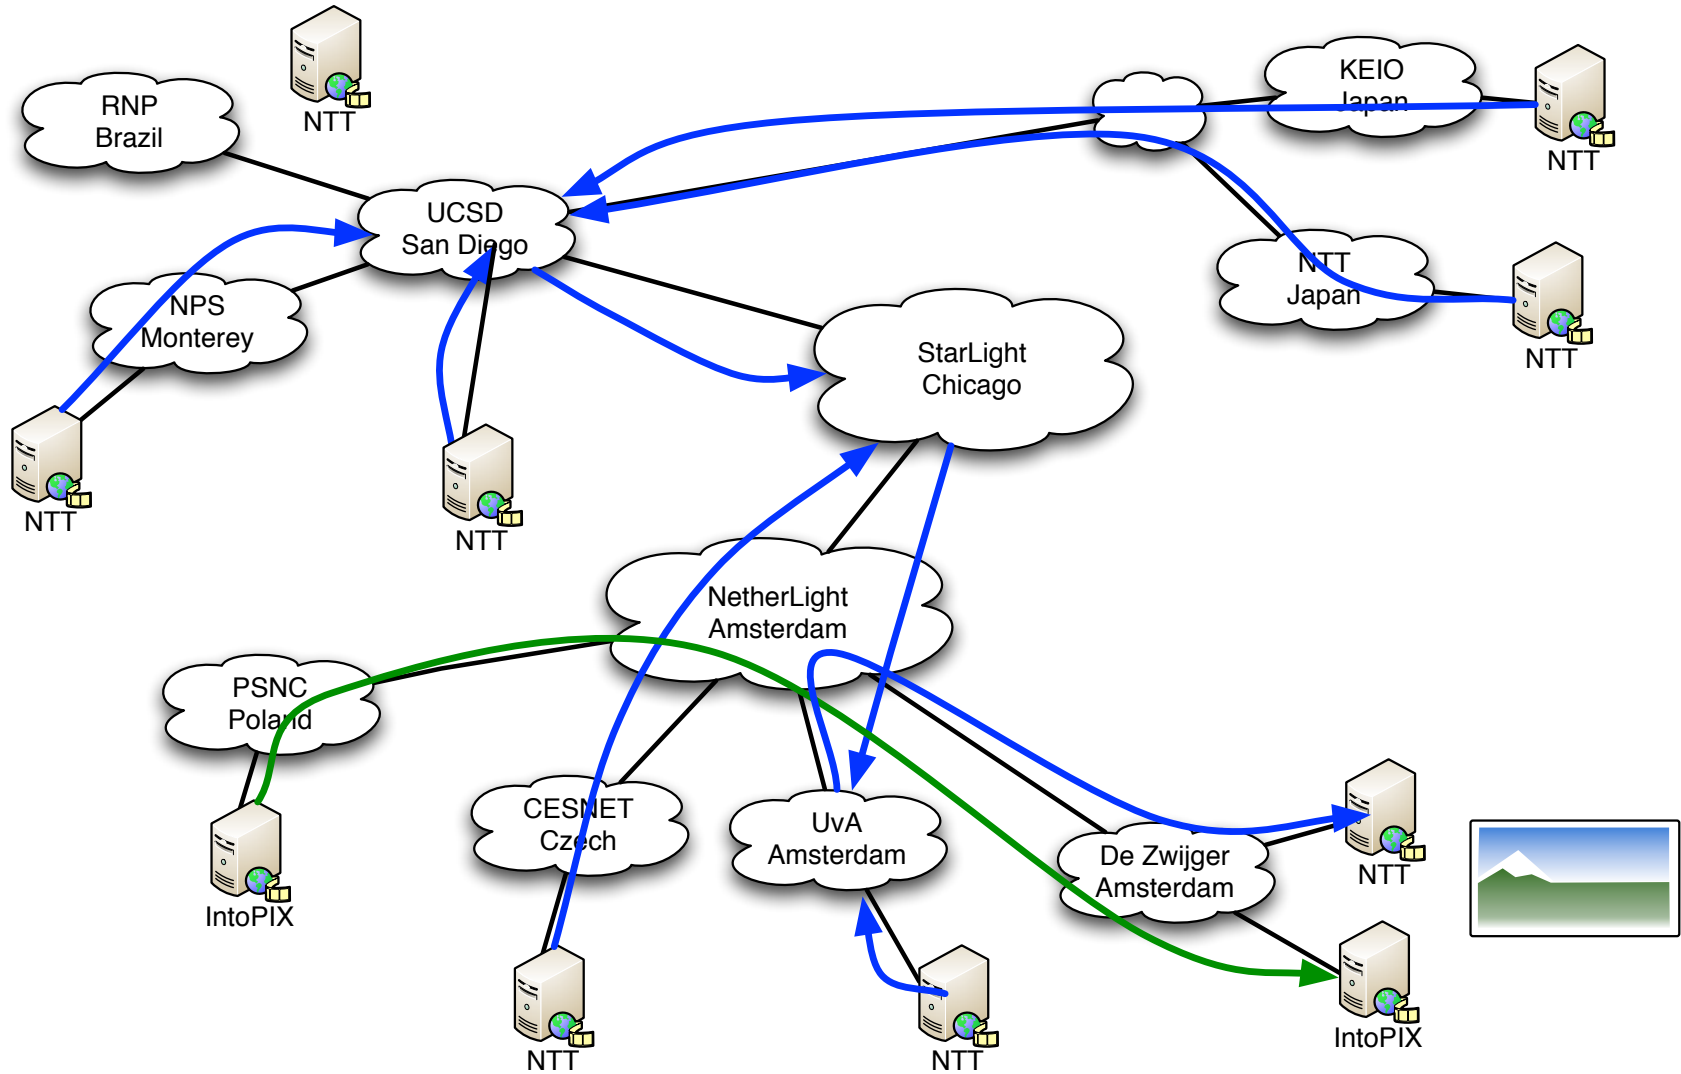 NTT
RNP
Brazil
KEIO
Japan
NTT
UCSD
San Diego
NTT
Japan
NTT
NPS
Monterey
StarLight
Chicago
NTT
NTT
NetherLight
Amsterdam
PSNC
Poland
CESNET
Czech
UvA
Amsterdam
De Zwijger
Amsterdam
NTT
IntoPIX
IntoPIX
NTT
NTT